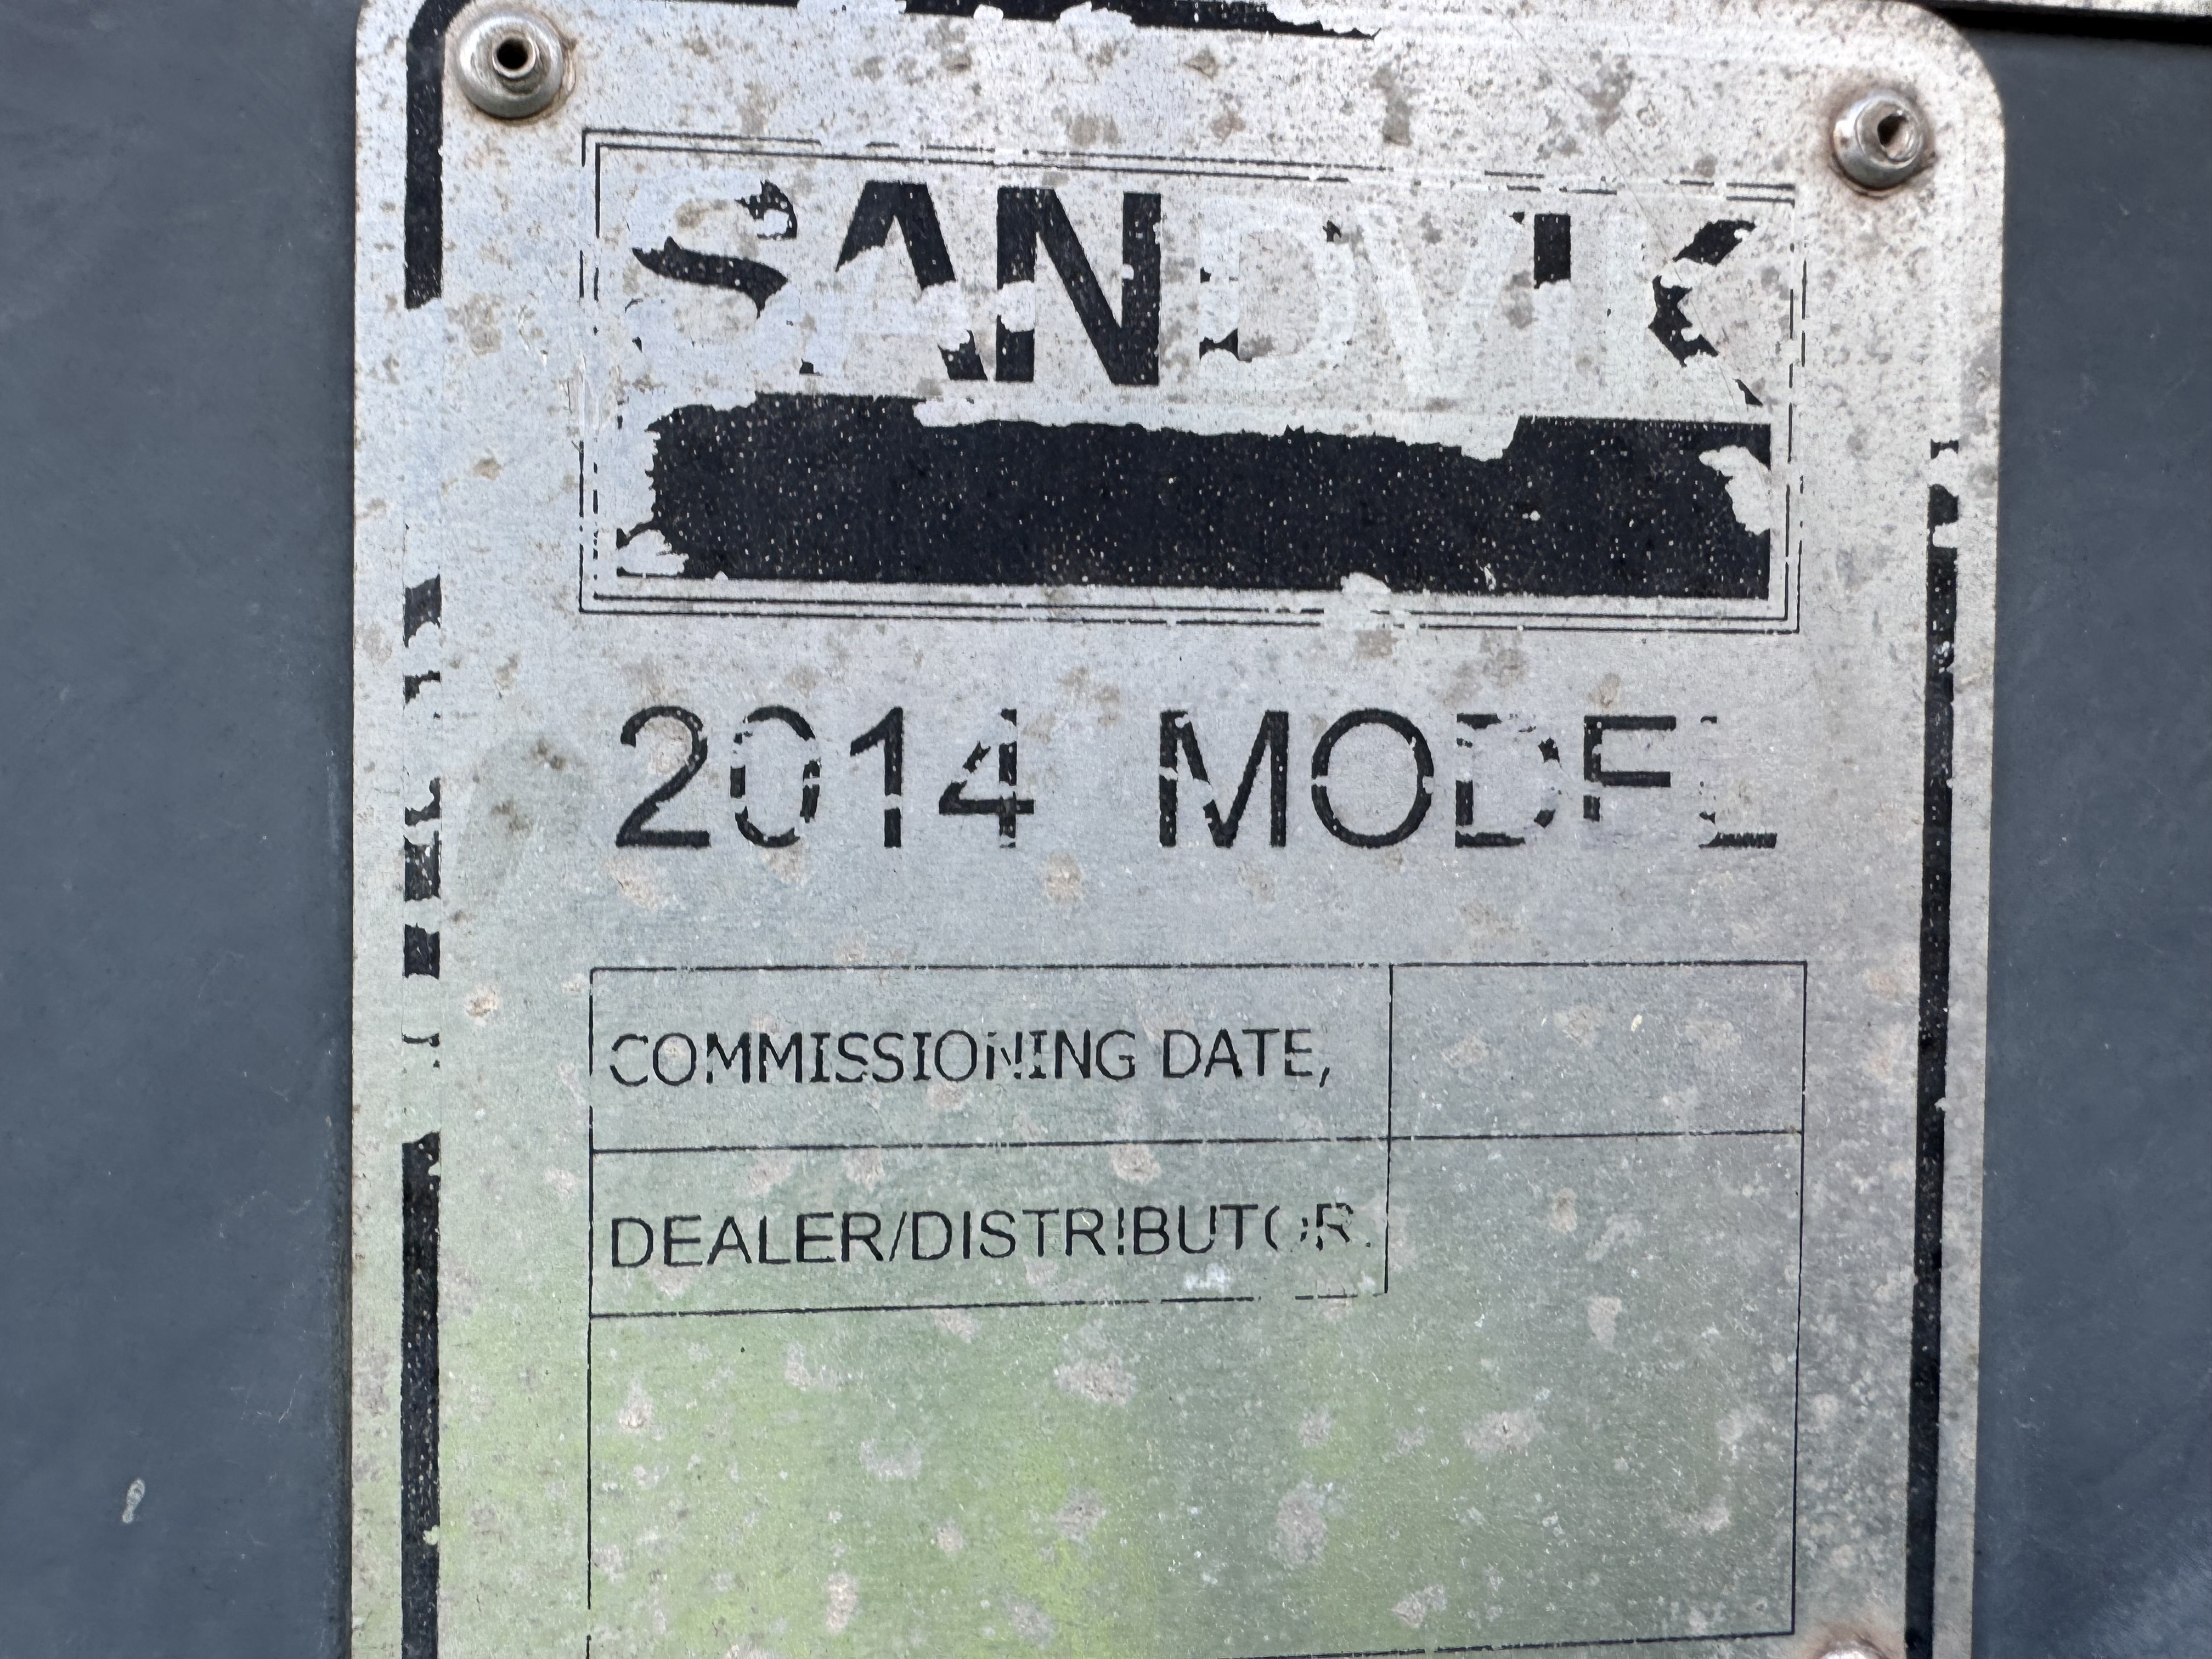 SANDVIK
2014 MODEL
COMMISSIONING DATE,
DEALER/DISTRIBUTOR.